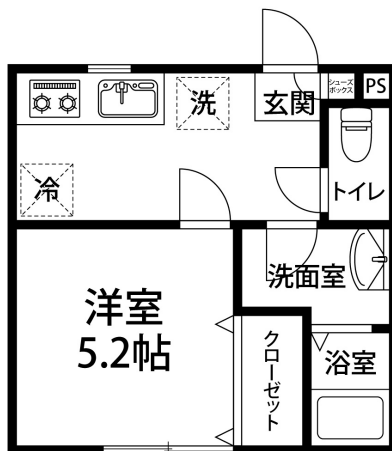 シューズ
ボックス
PS
洗
玄関
冷
トイレ
洗面室
洋室
5.2帖
クローゼット
浴室